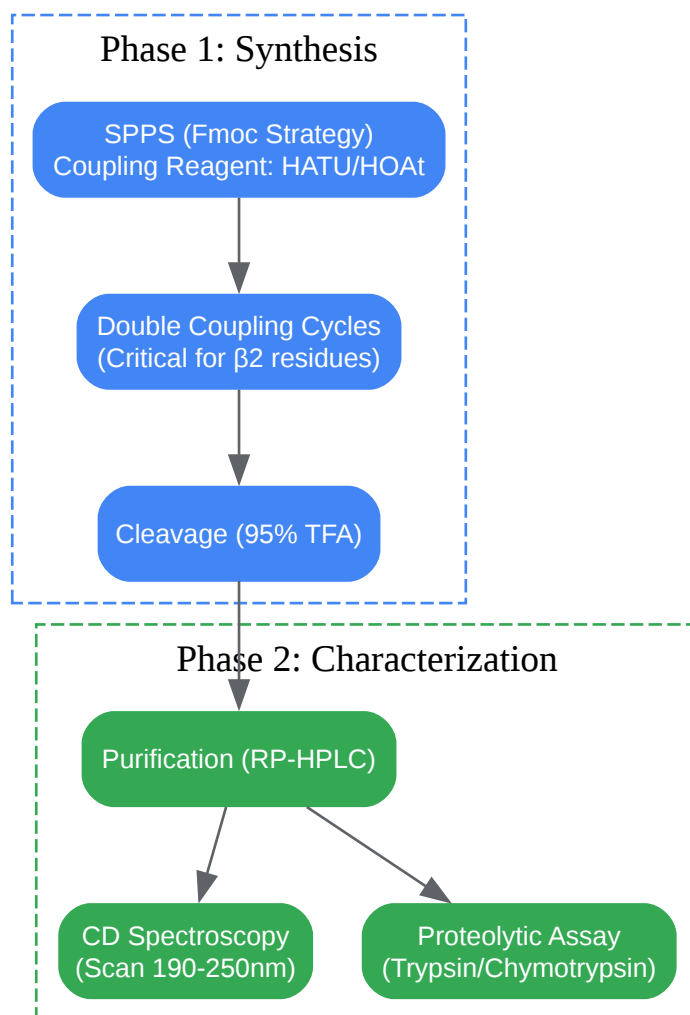 Phase 1: Synthesis
SPPS (Fmoc Strategy)
Coupling Reagent: HATU/HOAt
Double Coupling Cycles
(Critical for β2 residues)
Cleavage (95% TFA)
Phase 2: Characterization
Purification (RP-HPLC)
CD Spectroscopy
(Scan 190-250nm)
Proteolytic Assay
(Trypsin/Chymotrypsin)